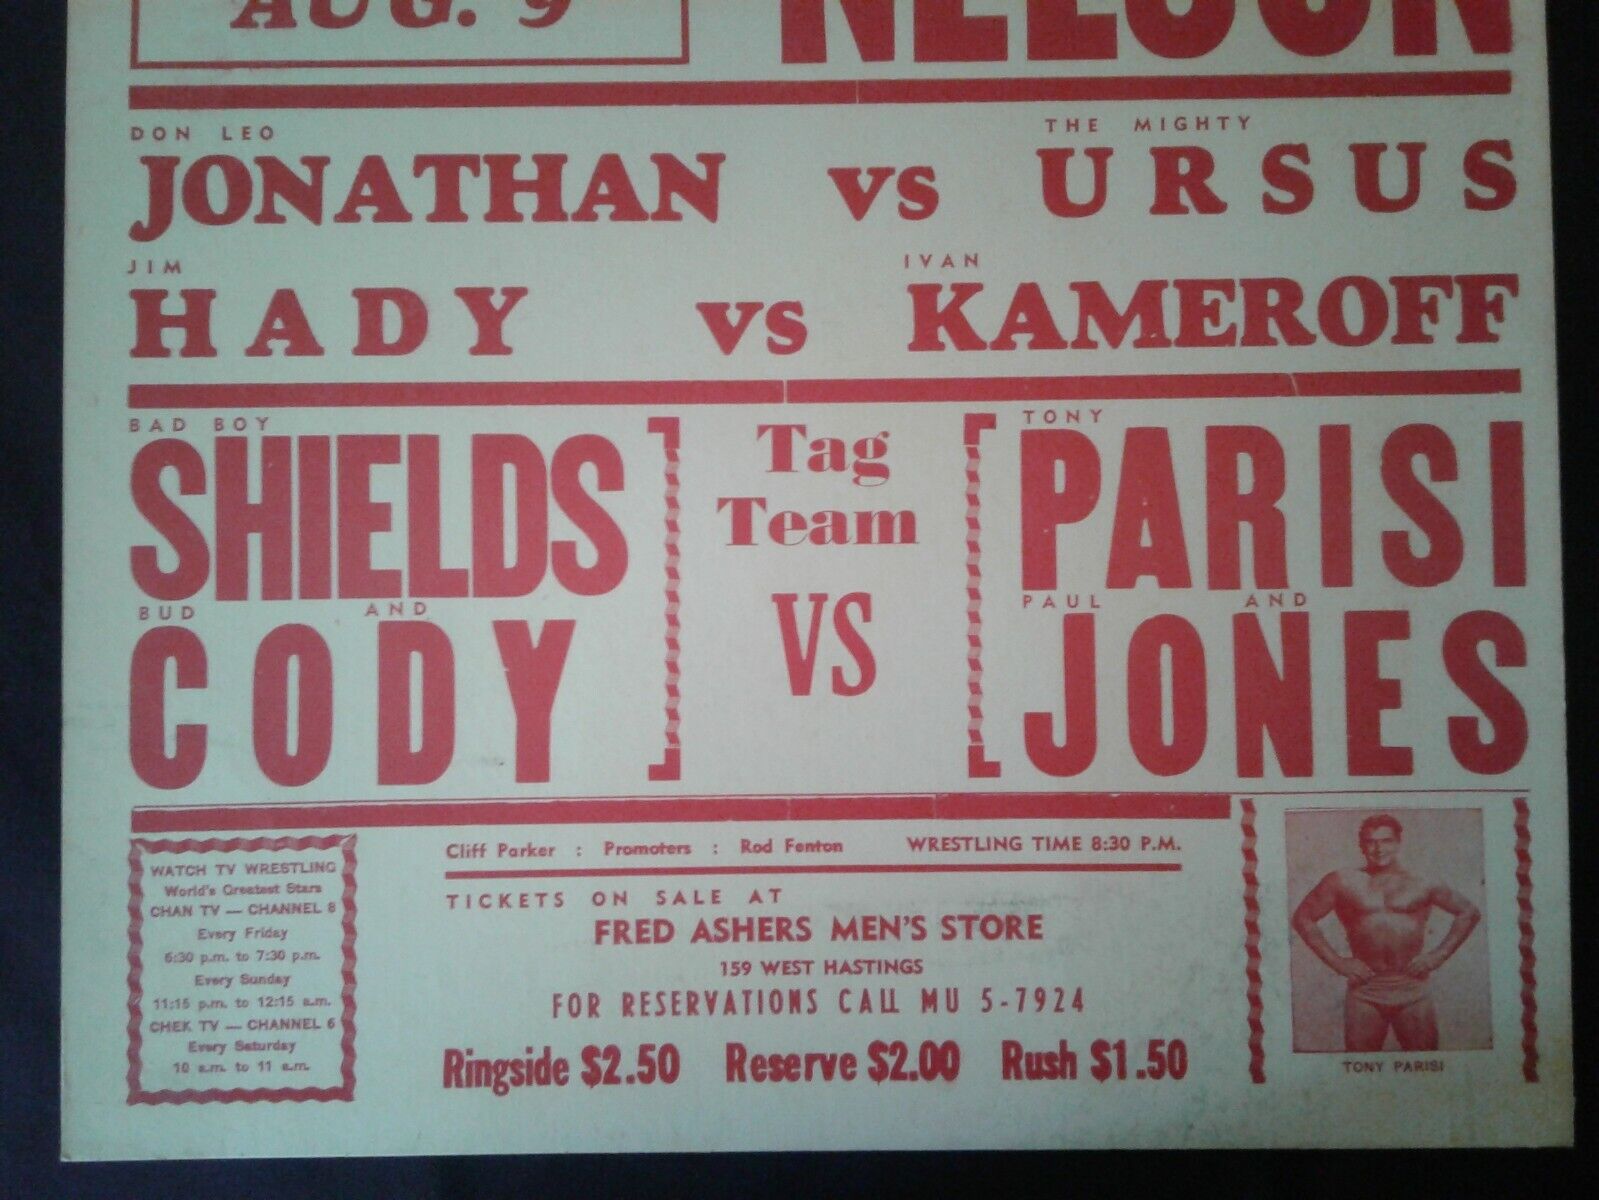 AUG. 9
NELSON
DON LEO
JONATHAN vs THE MIGHTY URSUS
JIM
HADY vs IVAN KAMEROFF
BAD BOY
SHIELDS
BUD AND
CODY
Tag
Team
VS
TONY
PARISI
PAUL AND
JONES
WATCH TV WRESTLING
World's Greatest Stars
CHAN TV — CHANNEL 8
Every Friday
6:30 p.m. to 7:30 p.m.
Every Sunday
11:15 p.m. to 12:15 a.m.
CHEK TV — CHANNEL 6
Every Saturday
10 a.m. to 11 a.m.
Cliff Parker : Promoters : Rod Fenton WRESTLING TIME 8:30 P.M.
TICKETS ON SALE AT
FRED ASHERS MEN'S STORE
159 WEST HASTINGS
FOR RESERVATIONS CALL MU 5-7924
Ringside $2.50 Reserve $2.00 Rush $1.50
TONY PARISI